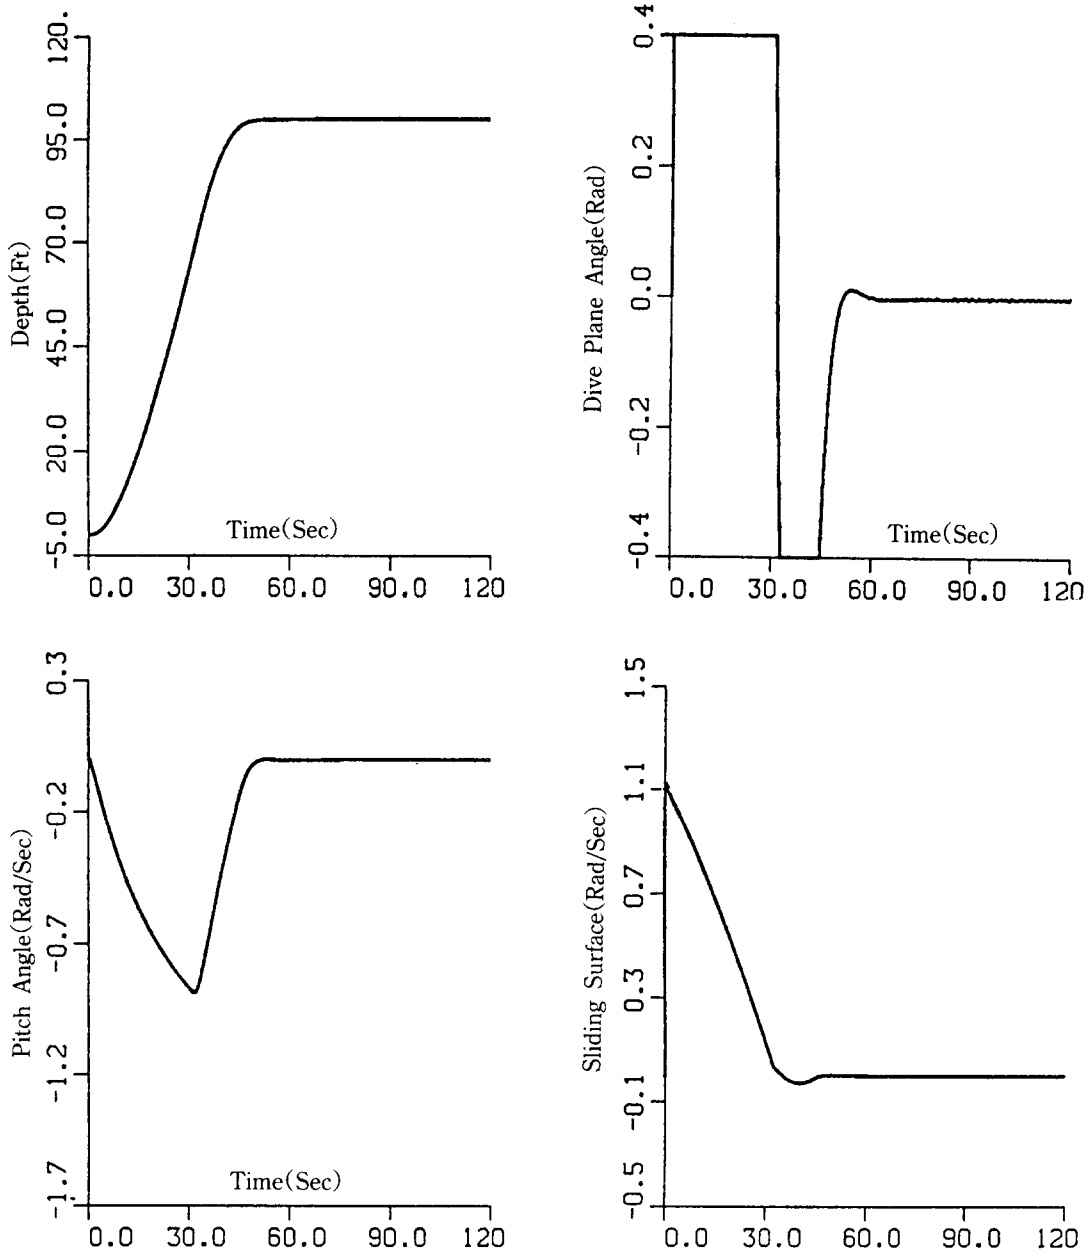 120.
95.0
70.0
45.0
20.0
-5.0
Depth(Ft)
Time(Sec)
0.0 30.0 60.0 90.0 120
0.4
0.2
0.0
-0.2
-0.4
Dive Plane Angle(Rad)
Time(Sec)
0.0 30.0 60.0 90.0 120
0.3
-0.2
-0.7
-1.2
-1.7
Pitch Angle(Rad/Sec)
Time(Sec)
0.0 30.0 60.0 90.0 120
1.5
1.1
0.7
0.3
-0.1
-0.5
Sliding Surface(Rad/Sec)
0.0 30.0 60.0 90.0 120